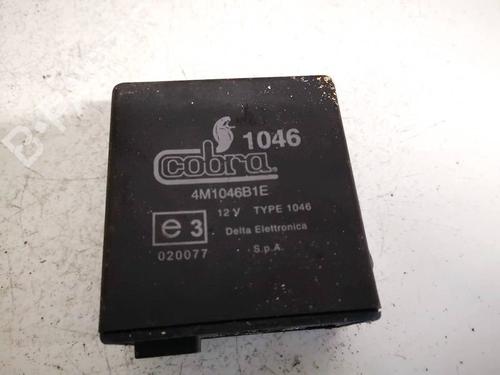 1046
cobra
4M1046B1E
12 V TYPE 1046
e 3
Delta Elettronica
020077
S.p.A.